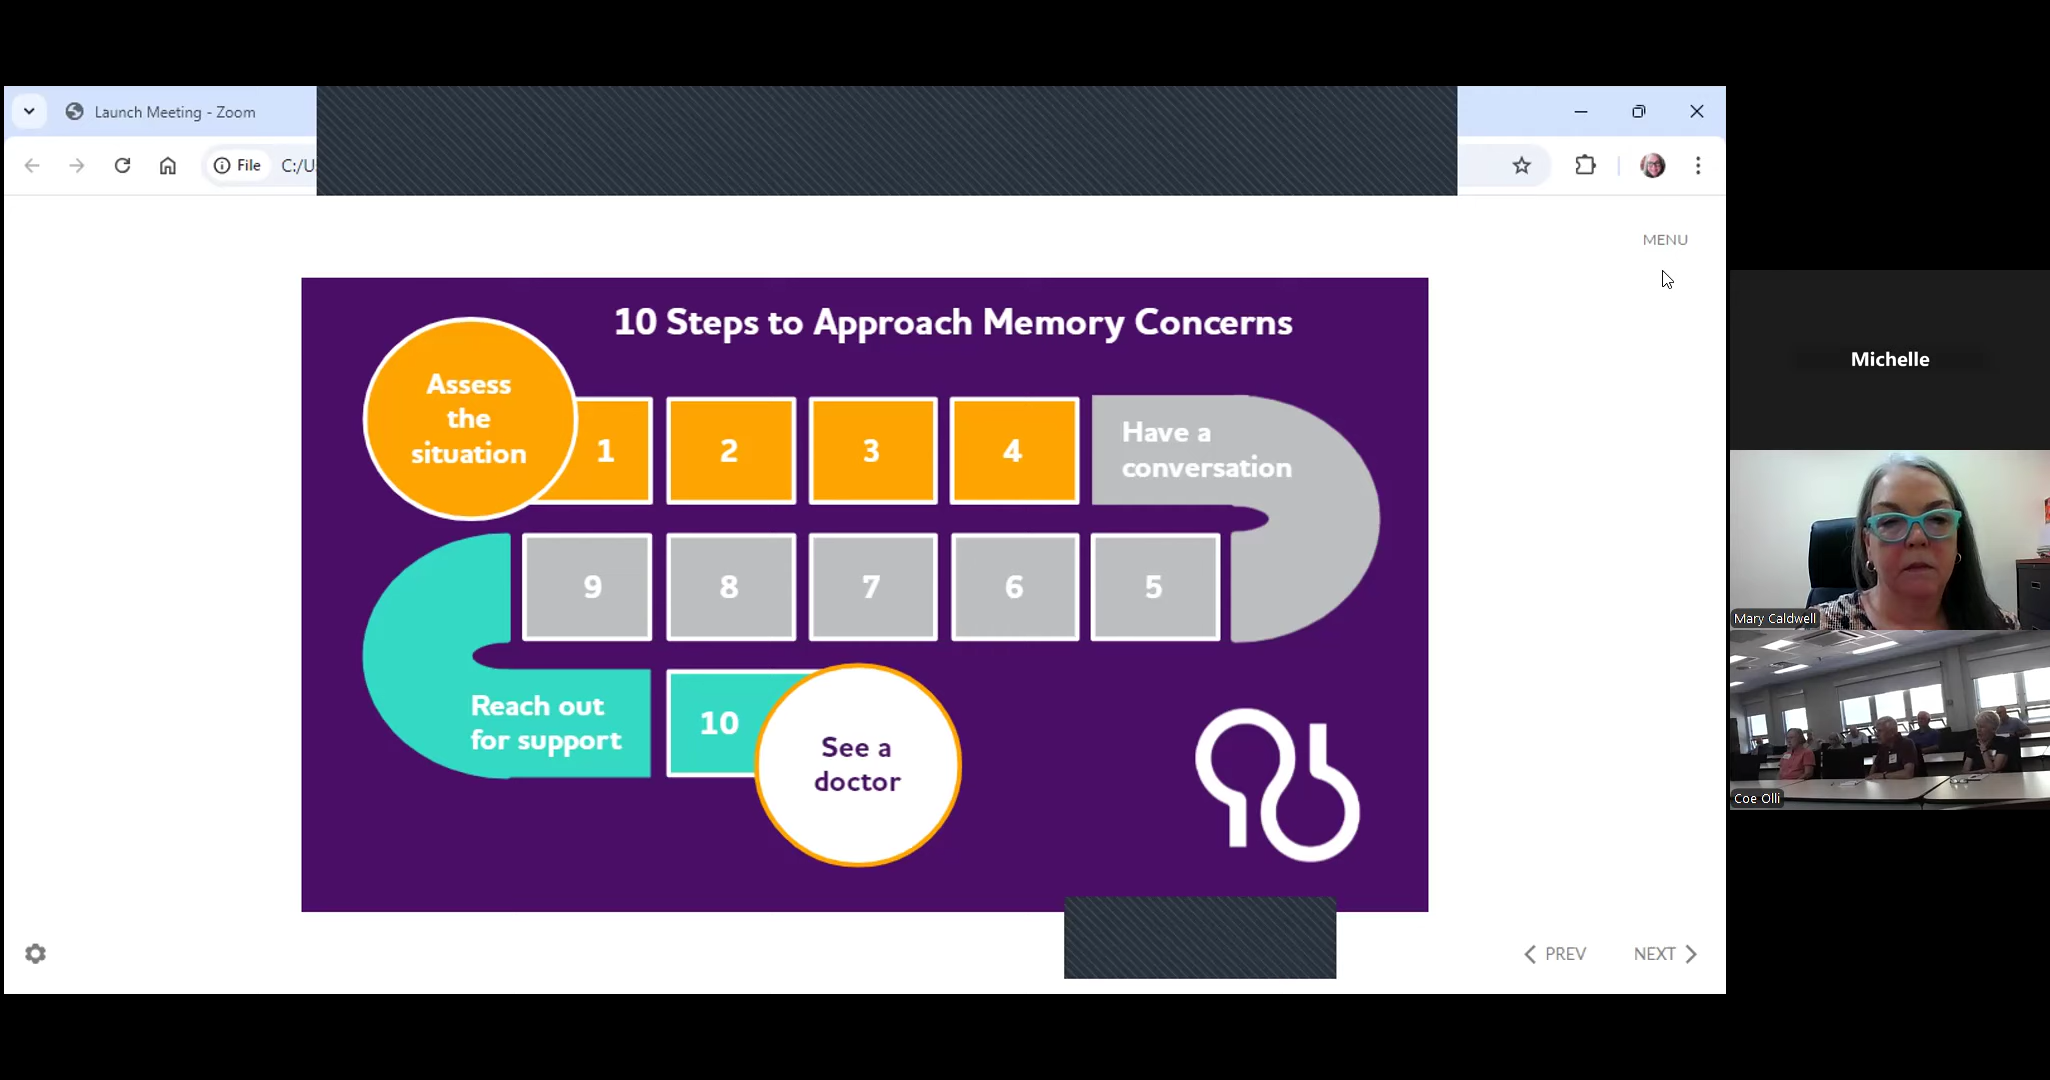 Launch Meeting - Zoom
File C:/U
MENU
10 Steps to Approach Memory Concerns
Assess
the
situation
1 2 3 4
Have a
conversation
9 8 7 6 5
Reach out
for support
10
See a
doctor
PREV NEXT
Michelle
Mary Caldwell
Coe Olli